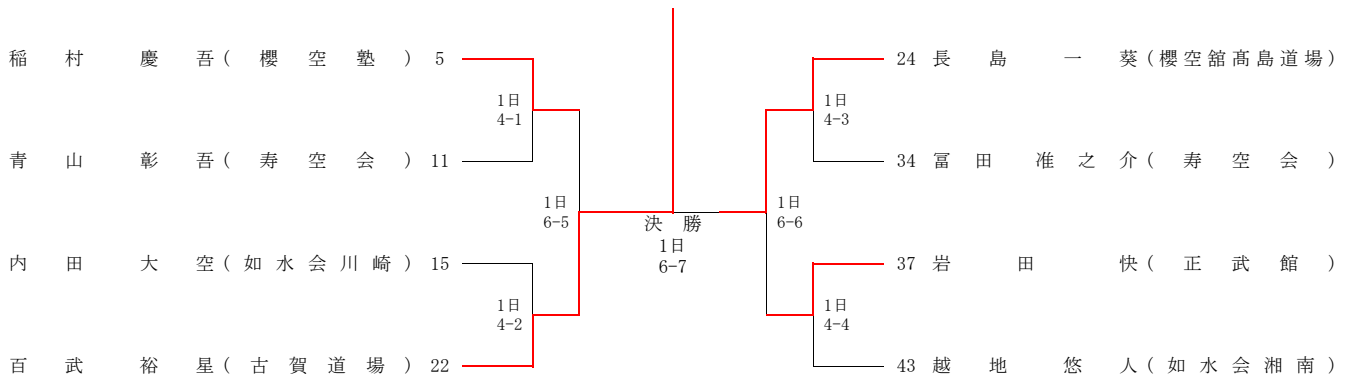 稲村 慶吾(櫻空塾) 5
青山 彰吾(寿空会) 11
内田 大空(如水会川崎) 15
百武 裕星(古賀道場) 22
1日
4-1
1日
4-2
1日
6-5
決勝
1日
6-7
1日
6-6
1日
4-3
1日
4-4
24 長島 一葵(櫻空舘髙島道場)
34 冨田 准之介(寿空会)
37 岩田 快(正武館)
43 越地 悠人(如水会湘南)